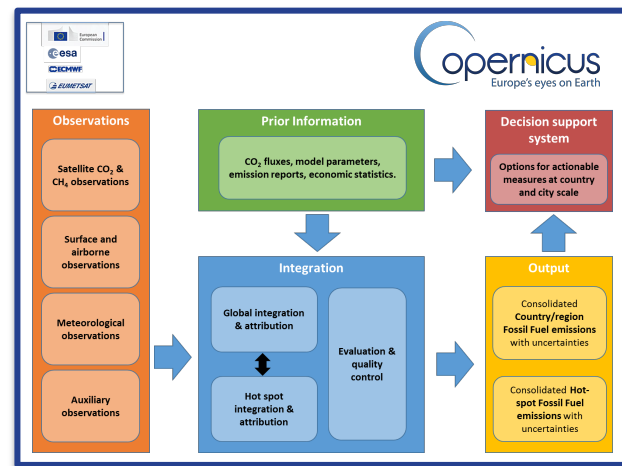 European
Commission
esa
ECMWF
EUMETSAT
Copernicus
Europe's eyes on Earth
Observations
Satellite CO₂ &
CH₄ observations
Surface and
airborne
observations
Meteorological
observations
Auxiliary
observations
Prior Information
CO₂ fluxes, model parameters,
emission reports, economic statistics.
Decision support
system
Options for actionable
measures at country
and city scale
Integration
Global integration
& attribution
Hot spot
integration &
attribution
Evaluation &
quality
control
Output
Consolidated
Country/region
Fossil Fuel emissions
with uncertainties
Consolidated Hot-
spot Fossil Fuel
emissions with
uncertainties